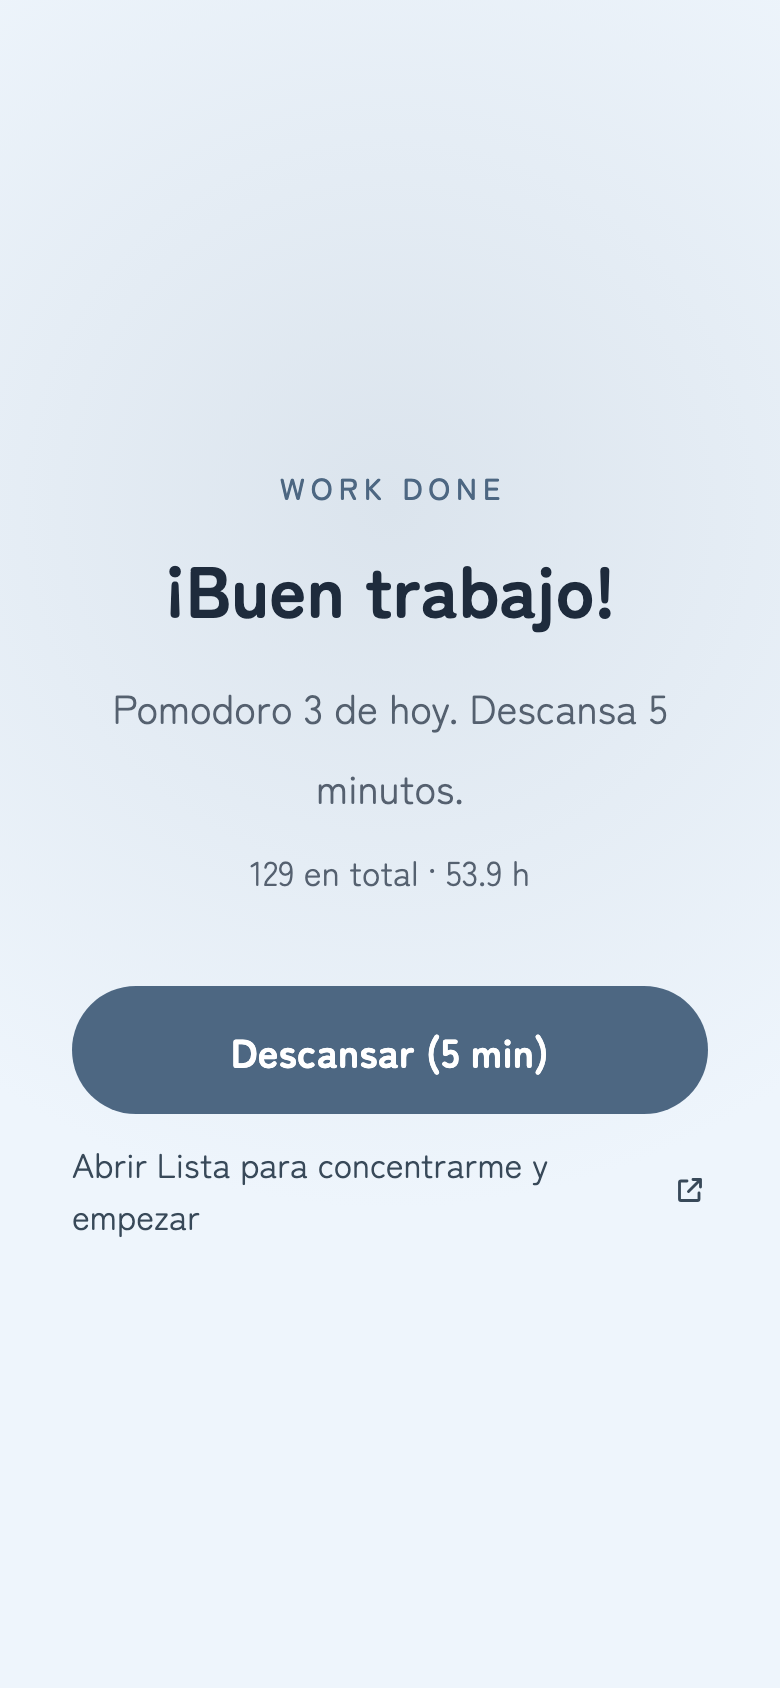 WORK DONE
¡Buen trabajo!
Pomodoro 3 de hoy. Descansa 5
minutos.
129 en total · 53.9 h
Descansar (5 min)
Abrir Lista para concentrarme y
empezar